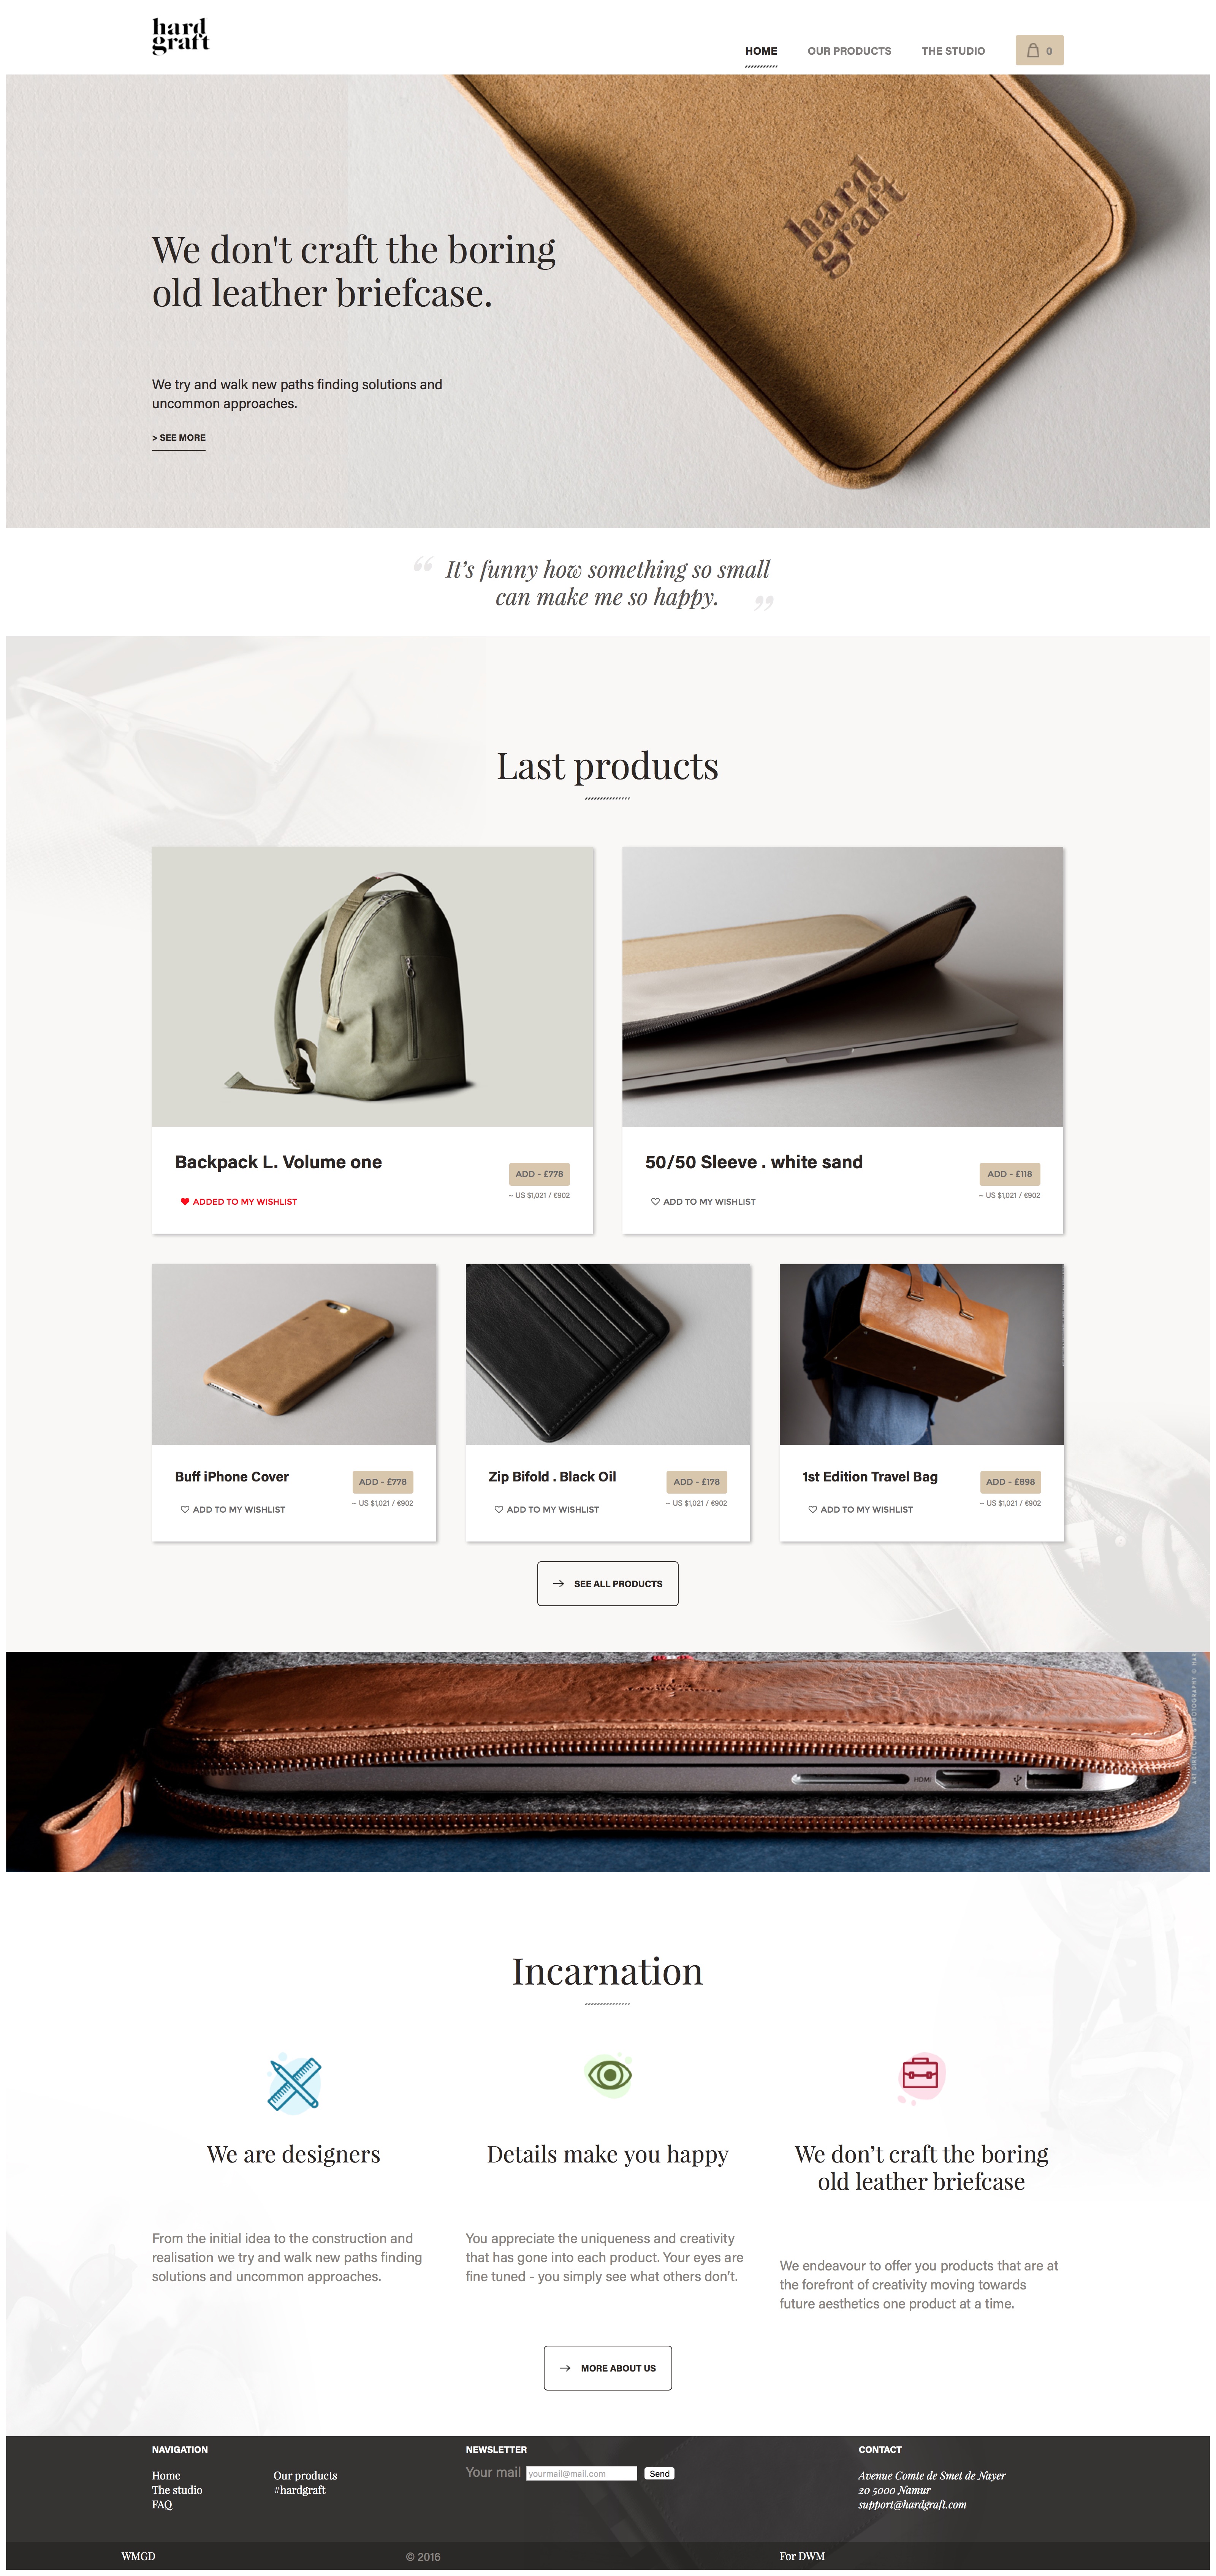 hard
graft
HOME
OUR PRODUCTS
THE STUDIO
0
hard
graft
We don't craft the boring
old leather briefcase.
We try and walk new paths finding solutions and
uncommon approaches.
> SEE MORE
“ It’s funny how something so small
can make me so happy. ”
Last products
Backpack L. Volume one
ADD - £778
~ US $1,021 / €902
ADDED TO MY WISHLIST
50/50 Sleeve . white sand
ADD - £118
~ US $1,021 / €902
ADD TO MY WISHLIST
Buff iPhone Cover
ADD - £778
~ US $1,021 / €902
ADD TO MY WISHLIST
Zip Bifold . Black Oil
ADD - £178
~ US $1,021 / €902
ADD TO MY WISHLIST
1st Edition Travel Bag
ADD - £898
~ US $1,021 / €902
ADD TO MY WISHLIST
→ SEE ALL PRODUCTS
HDMI
Incarnation
We are designers
From the initial idea to the construction and
realisation we try and walk new paths finding
solutions and uncommon approaches.
Details make you happy
You appreciate the uniqueness and creativity
that has gone into each product. Your eyes are
fine tuned - you simply see what others don’t.
We don’t craft the boring
old leather briefcase
We endeavour to offer you products that are at
the forefront of creativity moving towards
future aesthetics one product at a time.
→ MORE ABOUT US
NAVIGATION
Home
The studio
FAQ
Our products
#hardgraft
NEWSLETTER
Your mail yourmail@mail.com Send
CONTACT
Avenue Comte de Smet de Nayer
20 5000 Namur
support@hardgraft.com
WMGD
© 2016
For DWM